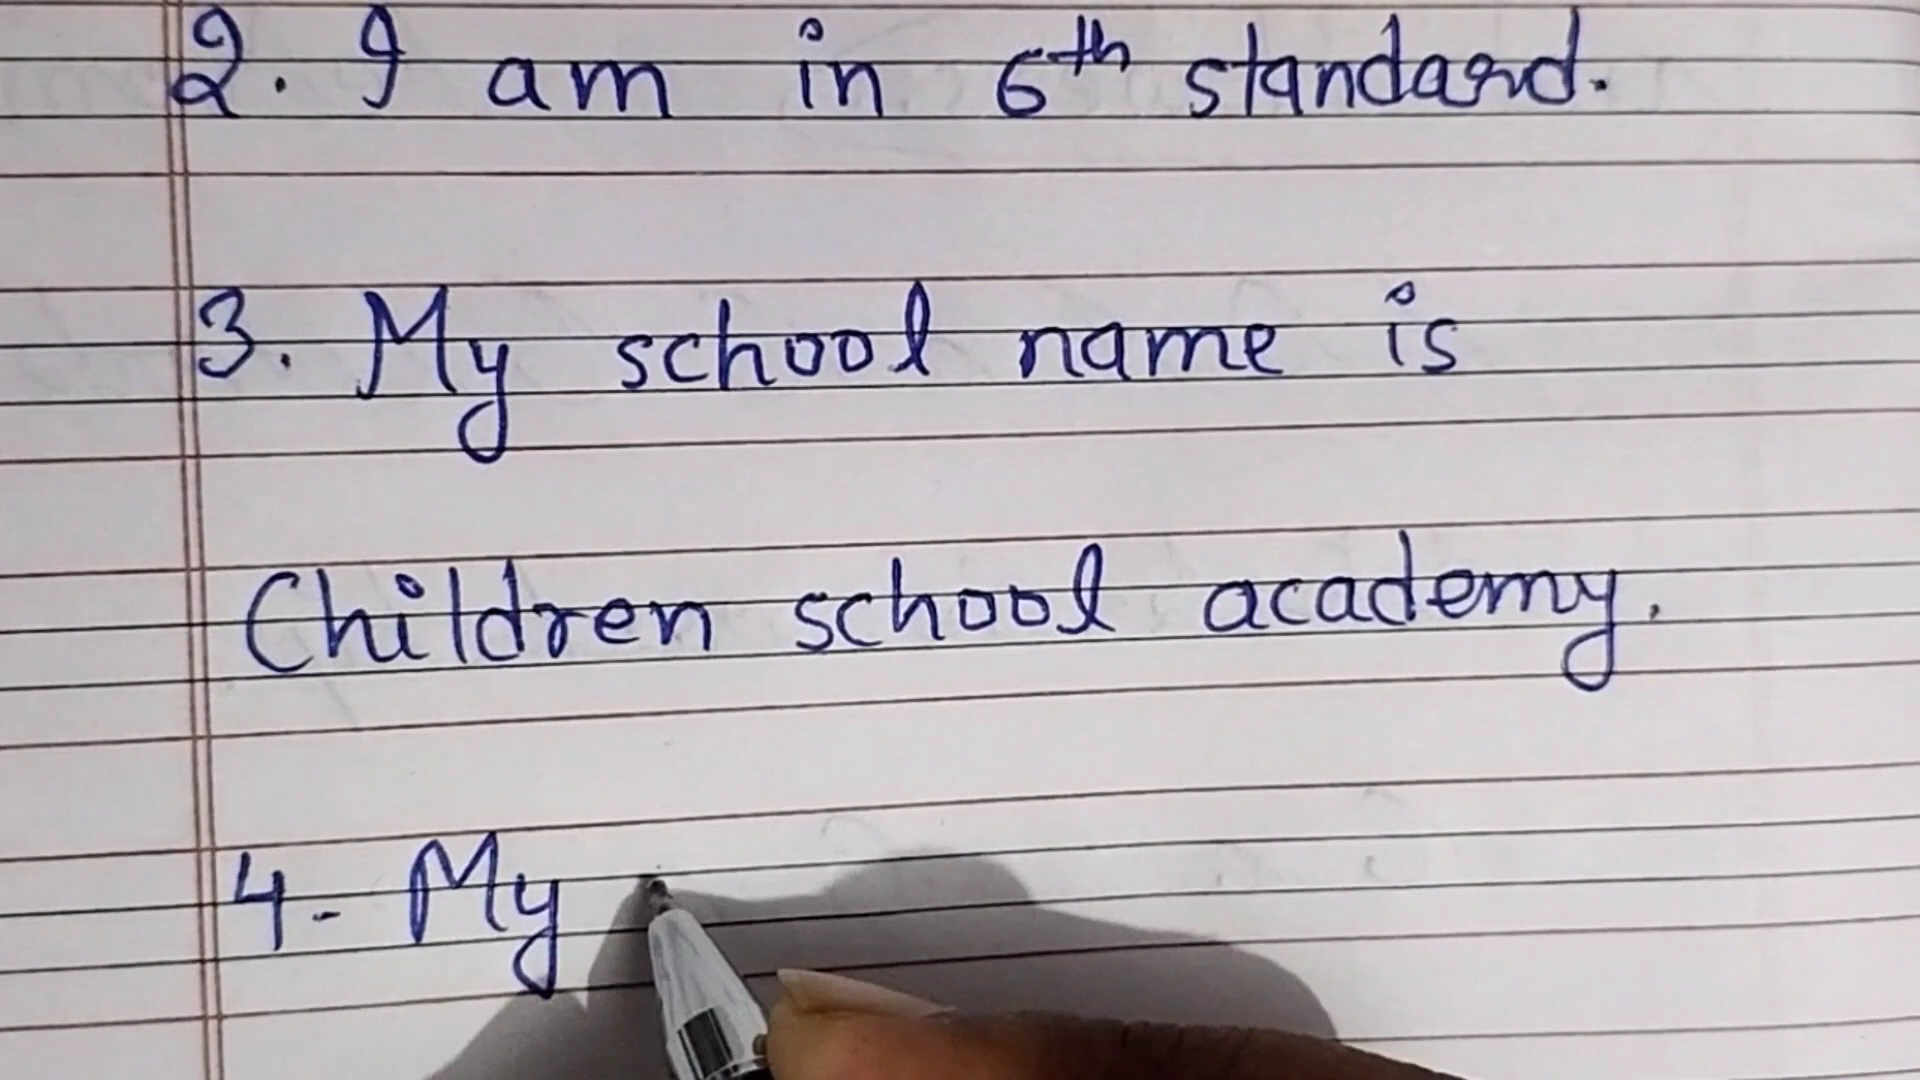 2. I am in 6th standard.
3. My school name is
Children school academy.
4. My